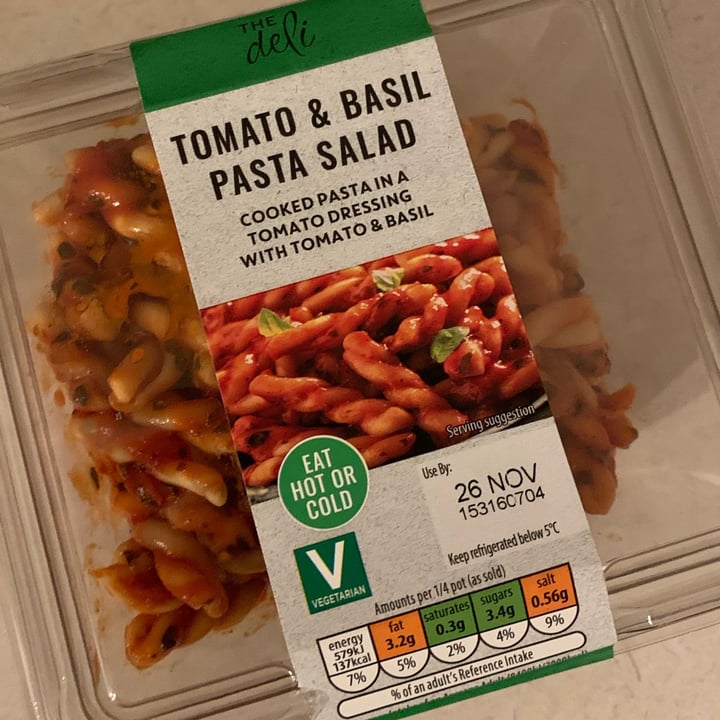 THE
deli
TOMATO & BASIL
PASTA SALAD
COOKED PASTA IN A
TOMATO DRESSING
WITH TOMATO & BASIL
Serving suggestion
EAT
HOT OR
COLD
Use By:
26 NOV
153160704
Keep refrigerated below 5°C
V
VEGETARIAN
Amounts per 1/4 pot (as sold)
energy
579kJ
137kcal
7%
fat
3.2g
5%
saturates
0.3g
2%
sugars
3.4g
4%
salt
0.56g
9%
% of an adult's Reference Intake